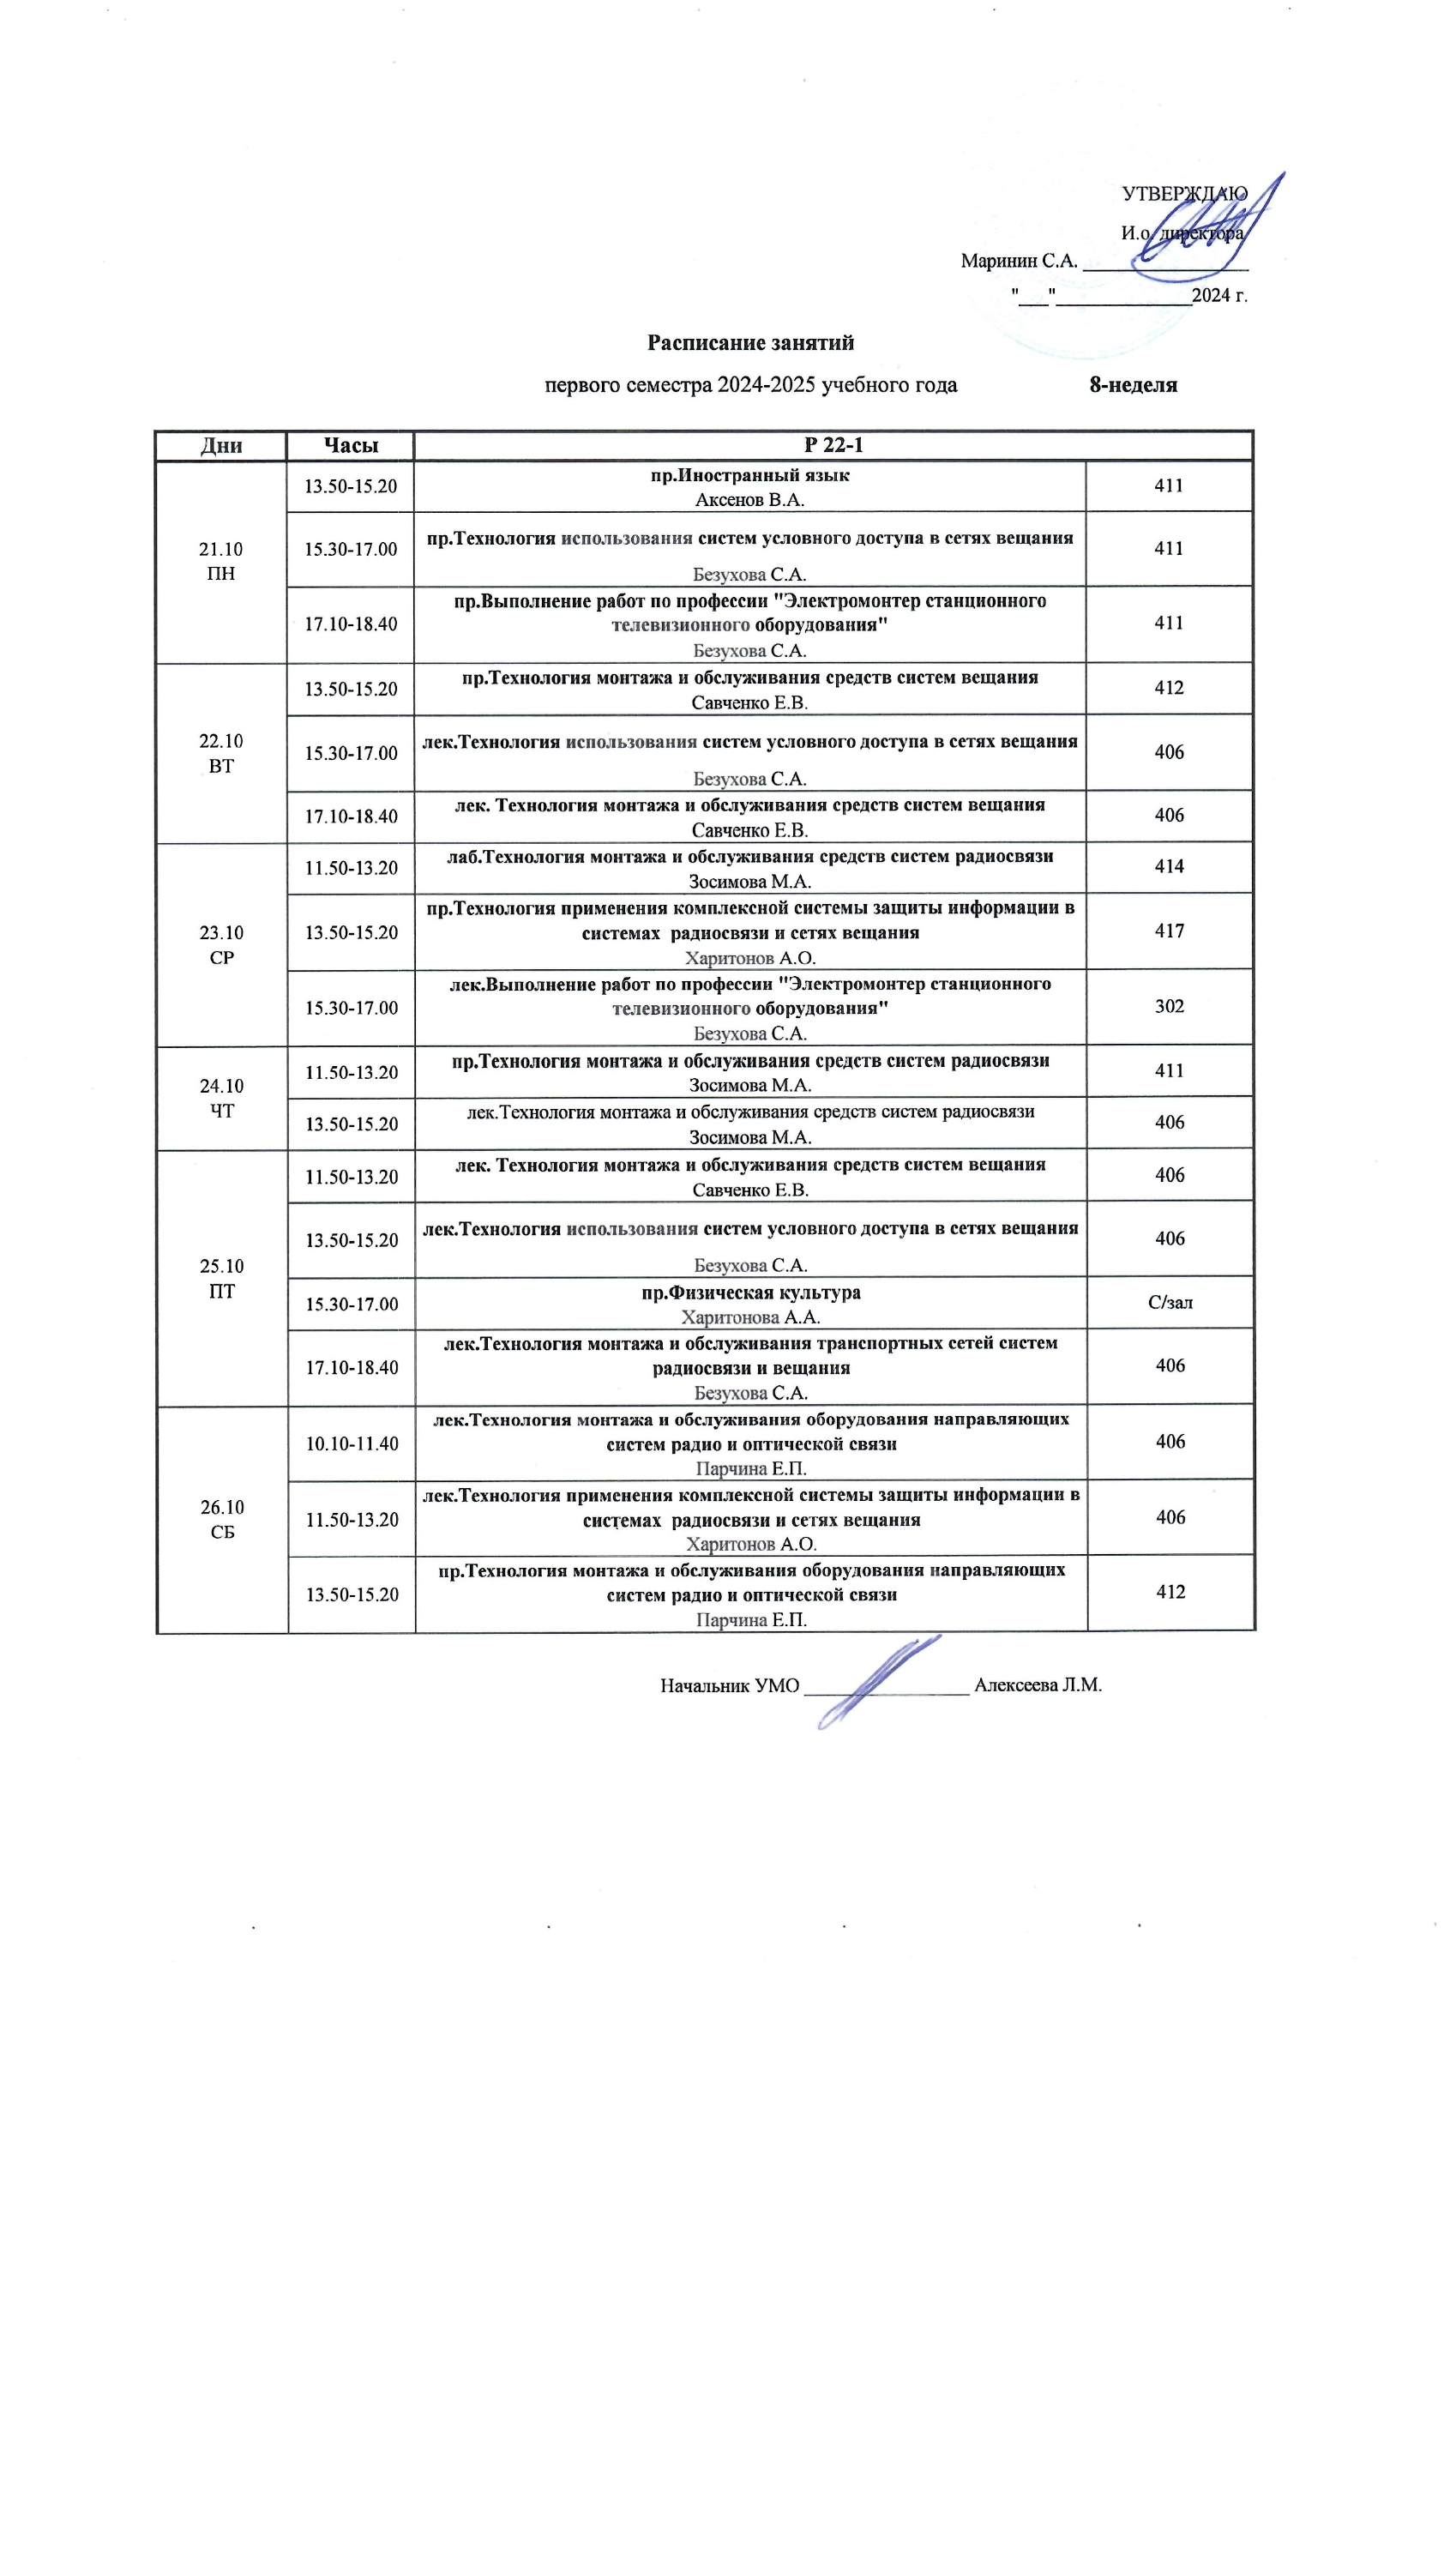 УТВЕРЖДАЮ
И.о. директора
Маринин С.А. _________________
"___"______________2024 г.
Расписание занятий
первого семестра 2024-2025 учебного года 8-неделя
Дни Часы Р 22-1
21.10
ПН
13.50-15.20
пр.Иностранный язык
Аксенов В.А.
411
15.30-17.00
пр.Технология использования систем условного доступа в сетях вещания
Безухова С.А.
411
17.10-18.40
пр.Выполнение работ по профессии "Электромонтер станционного
телевизионного оборудования"
Безухова С.А.
411
22.10
ВТ
13.50-15.20
пр.Технология монтажа и обслуживания средств систем вещания
Савченко Е.В.
412
15.30-17.00
лек.Технология использования систем условного доступа в сетях вещания
Безухова С.А.
406
17.10-18.40
лек. Технология монтажа и обслуживания средств систем вещания
Савченко Е.В.
406
23.10
СР
11.50-13.20
лаб.Технология монтажа и обслуживания средств систем радиосвязи
Зосимова М.А.
414
13.50-15.20
пр.Технология применения комплексной системы защиты информации в
системах радиосвязи и сетях вещания
Харитонов А.О.
417
15.30-17.00
лек.Выполнение работ по профессии "Электромонтер станционного
телевизионного оборудования"
Безухова С.А.
302
24.10
ЧТ
11.50-13.20
пр.Технология монтажа и обслуживания средств систем радиосвязи
Зосимова М.А.
411
13.50-15.20
лек.Технология монтажа и обслуживания средств систем радиосвязи
Зосимова М.А.
406
25.10
ПТ
11.50-13.20
лек. Технология монтажа и обслуживания средств систем вещания
Савченко Е.В.
406
13.50-15.20
лек.Технология использования систем условного доступа в сетях вещания
Безухова С.А.
406
15.30-17.00
пр.Физическая культура
Харитонова А.А.
С/зал
17.10-18.40
лек.Технология монтажа и обслуживания транспортных сетей систем
радиосвязи и вещания
Безухова С.А.
406
26.10
СБ
10.10-11.40
лек.Технология монтажа и обслуживания оборудования направляющих
систем радио и оптической связи
Парчина Е.П.
406
11.50-13.20
лек.Технология применения комплексной системы защиты информации в
системах радиосвязи и сетях вещания
Харитонов А.О.
406
13.50-15.20
пр.Технология монтажа и обслуживания оборудования направляющих
систем радио и оптической связи
Парчина Е.П.
412
Начальник УМО _________________ Алексеева Л.М.